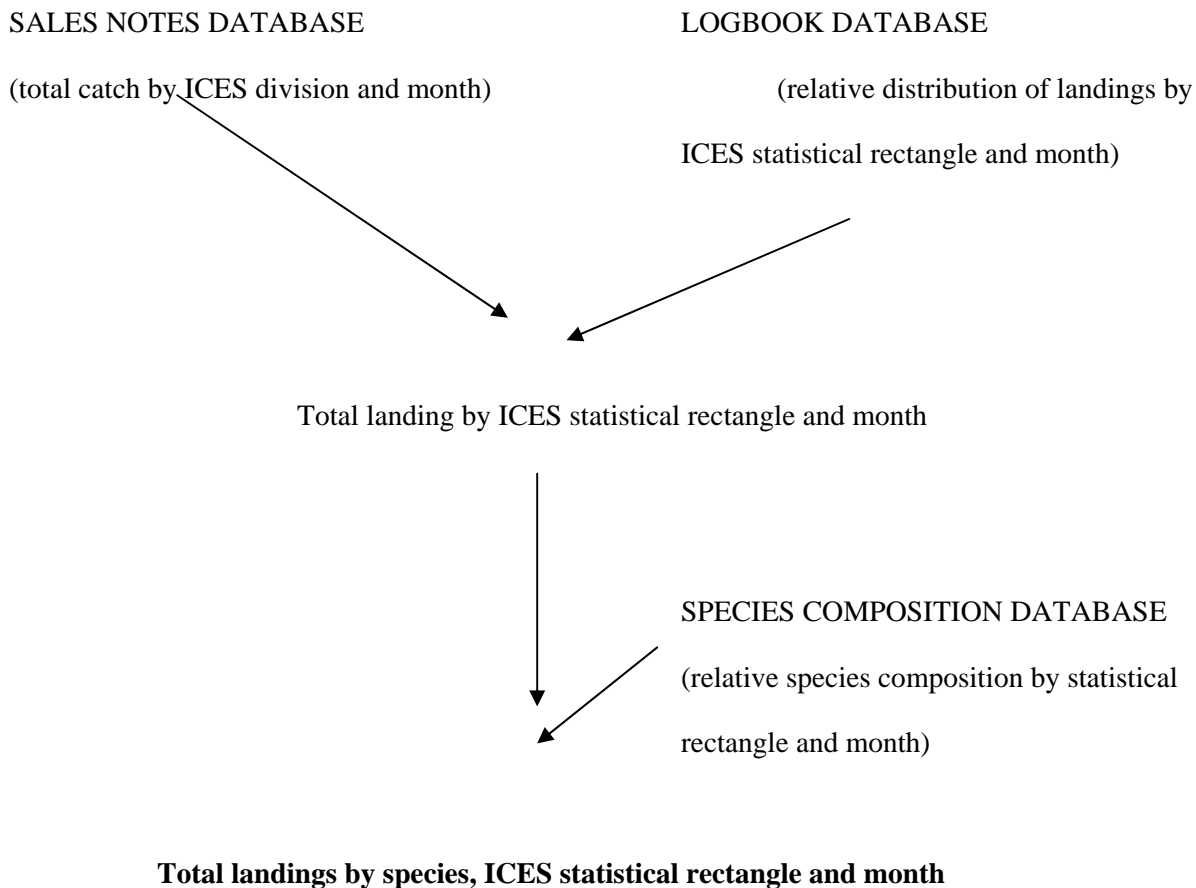 SALES NOTES DATABASE
(total catch by ICES division and month)
LOGBOOK DATABASE
(relative distribution of landings by
ICES statistical rectangle and month)
Total landing by ICES statistical rectangle and month
SPECIES COMPOSITION DATABASE
(relative species composition by statistical
rectangle and month)
Total landings by species, ICES statistical rectangle and month